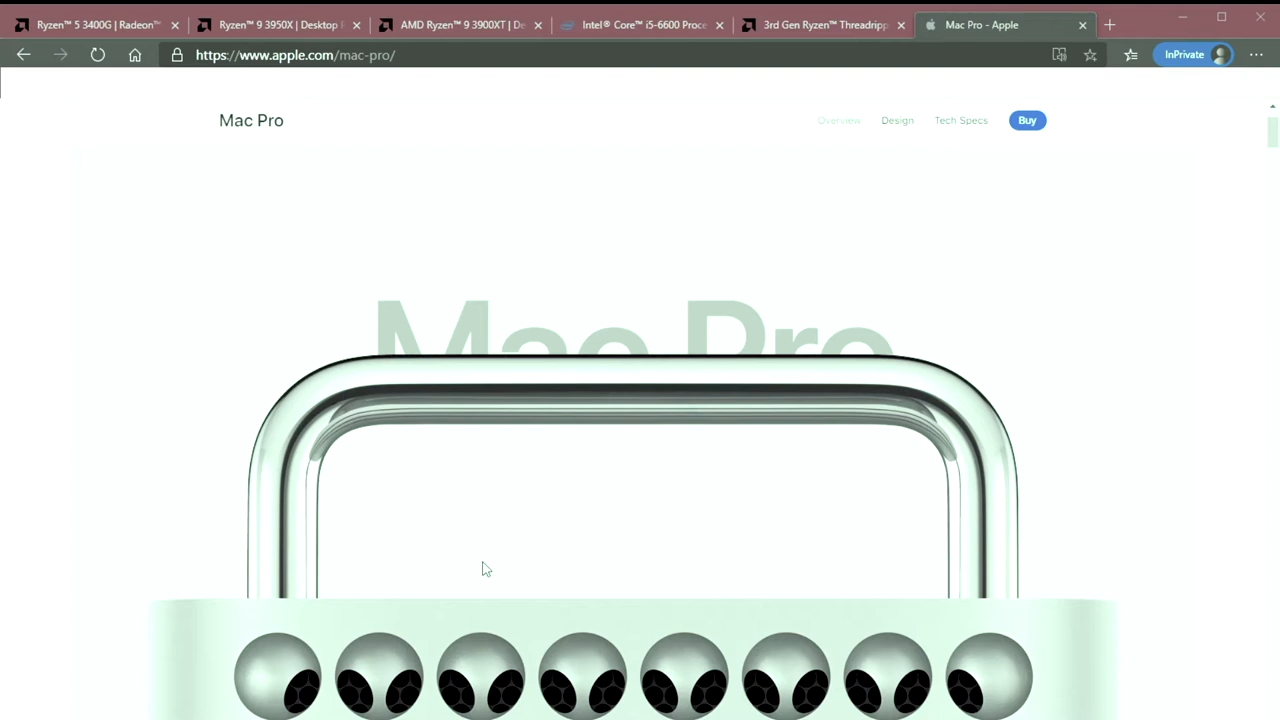 Ryzen™ 5 3400G | Radeon™
Ryzen™ 9 3950X | Desktop P
AMD Ryzen™ 9 3900XT | De
Intel® Core™ i5-6600 Proce
3rd Gen Ryzen™ Threadripp
Mac Pro - Apple
https://www.apple.com/mac-pro/
InPrivate
Mac Pro
Overview
Design
Tech Specs
Buy
Mac Pro